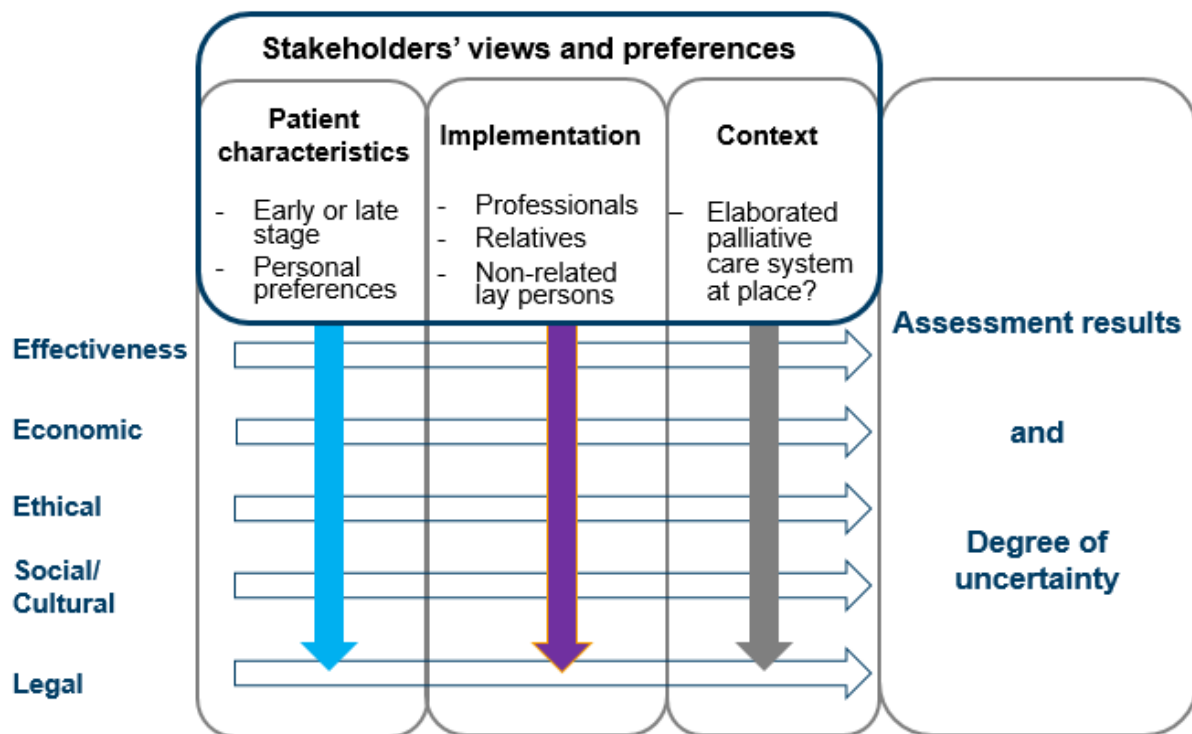 Stakeholders' views and preferences
Patient
characteristics
- Early or late
stage
- Personal
preferences
Implementation
- Professionals
- Relatives
- Non-related
lay persons
Context
– Elaborated
palliative
care system
at place?
Effectiveness
Economic
Ethical
Social/
Cultural
Legal
Assessment results
and
Degree of
uncertainty